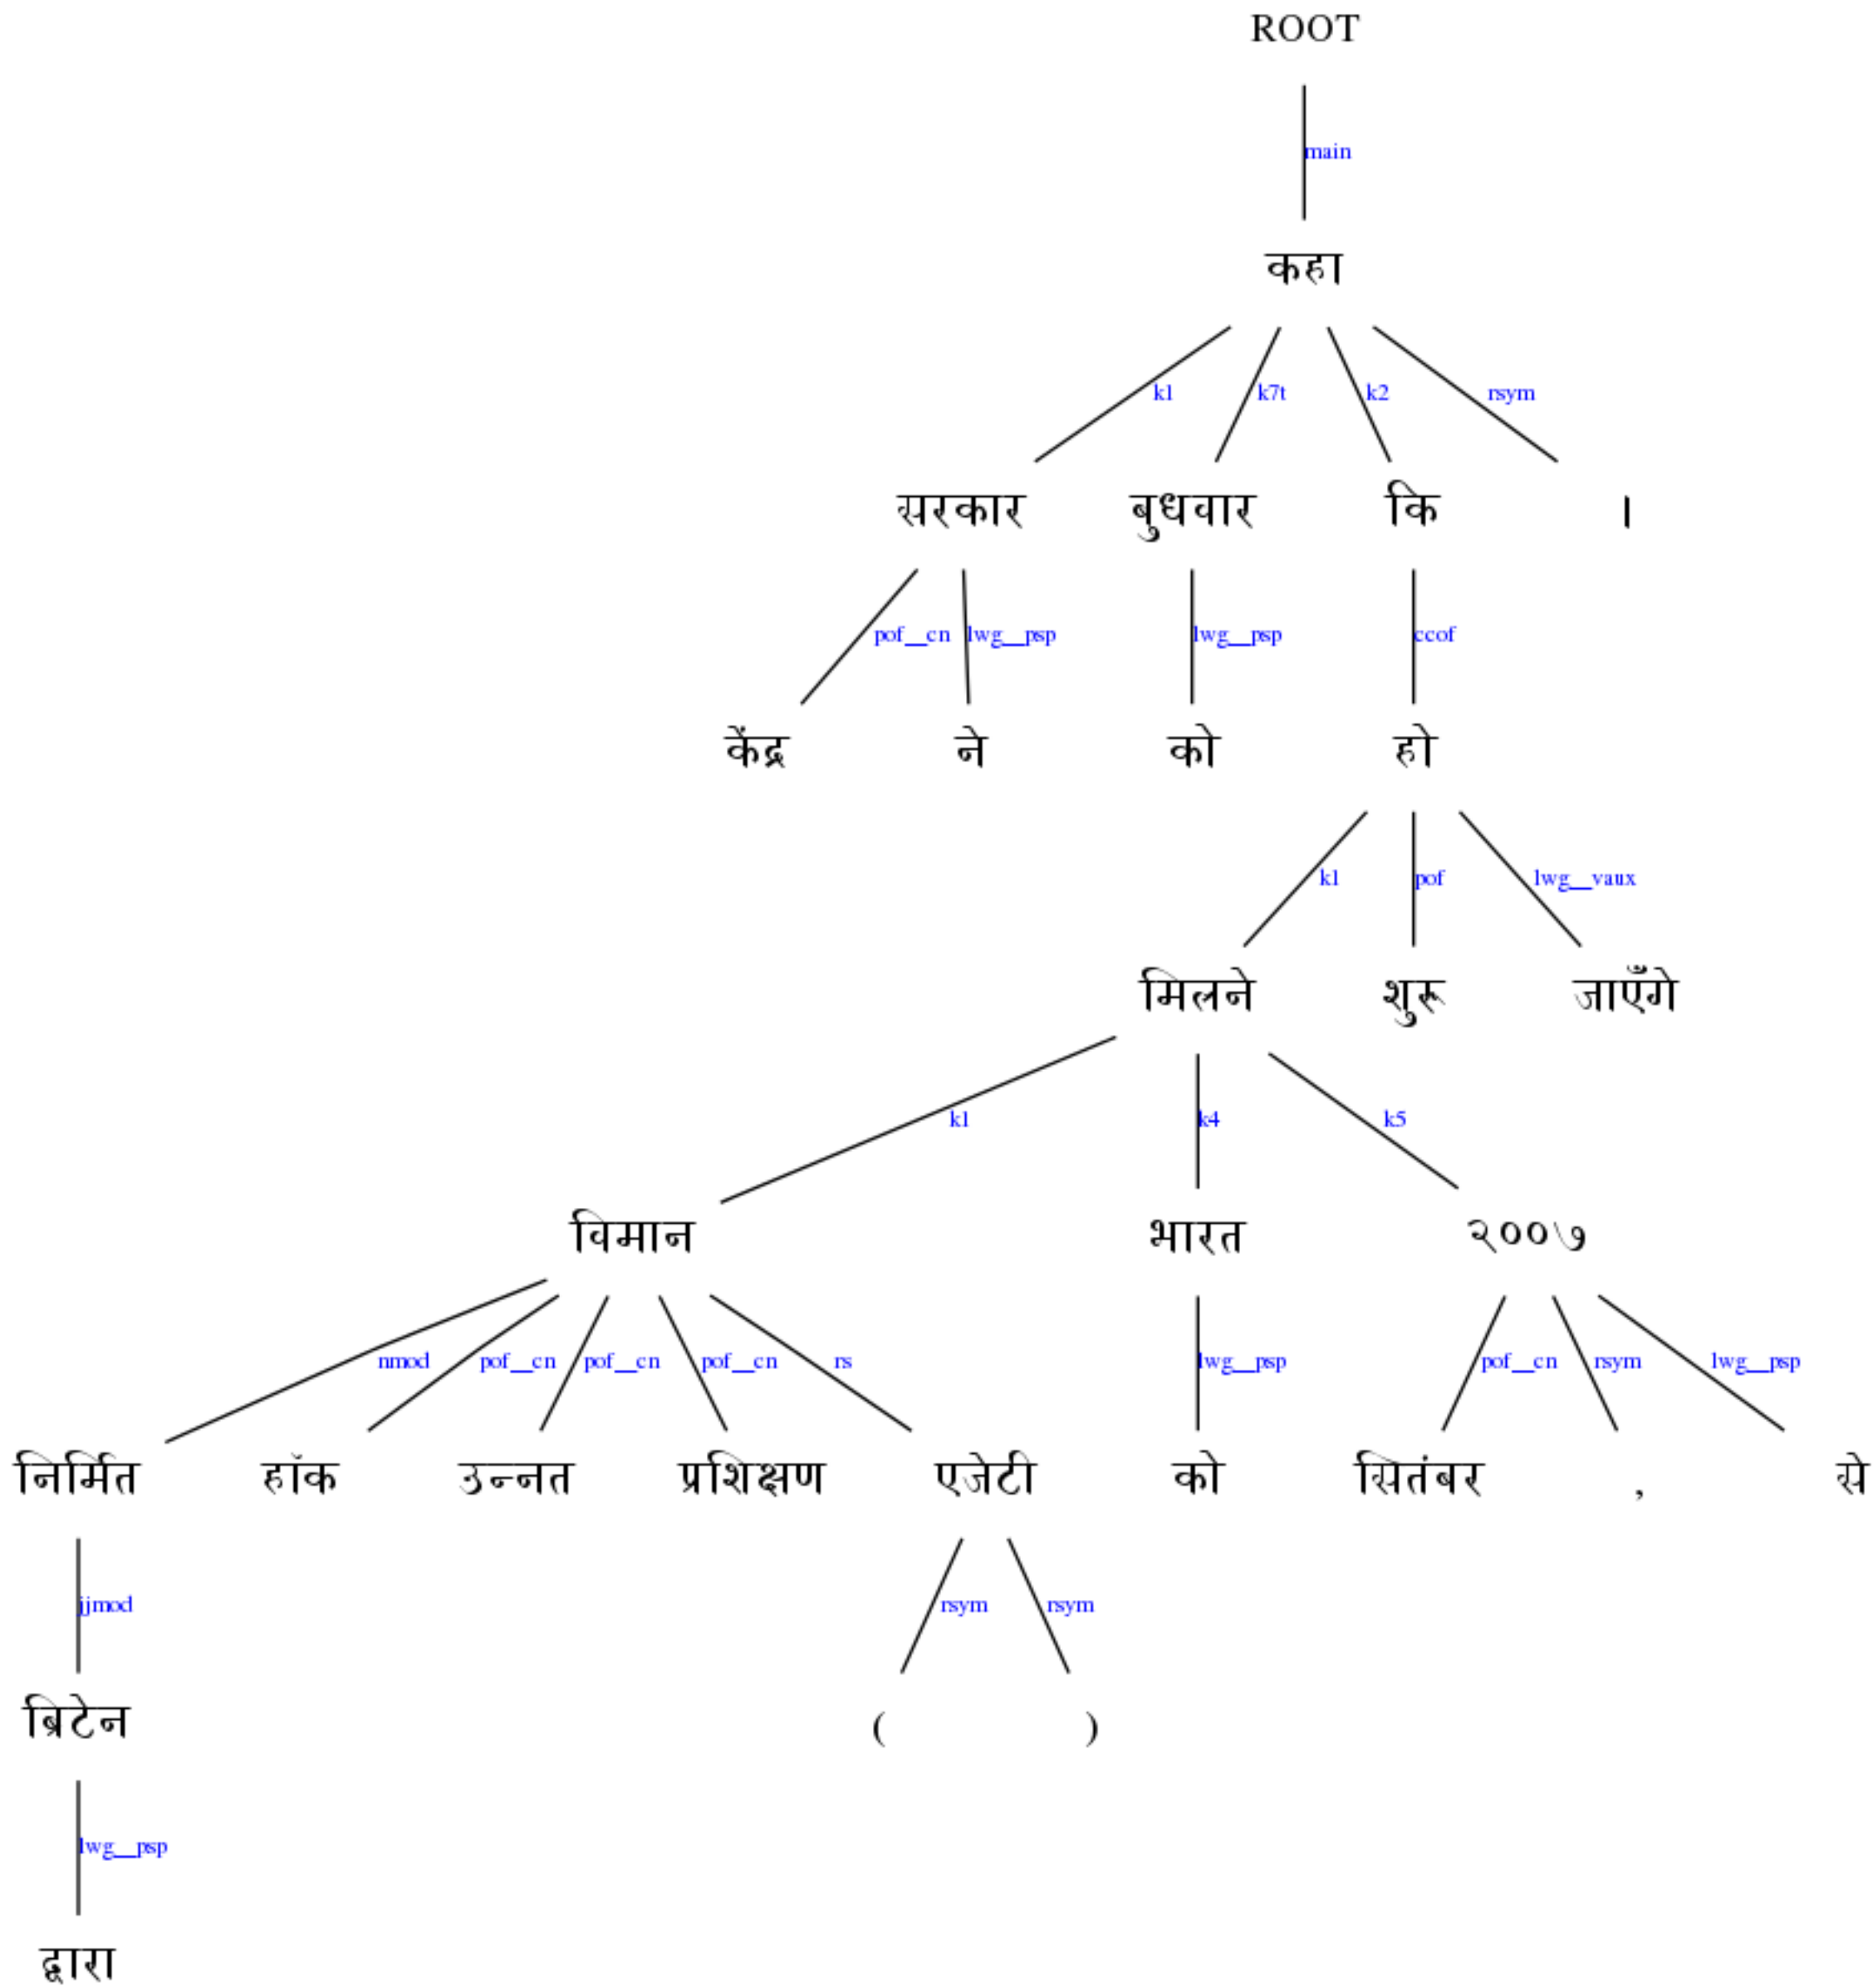 ROOT
main
कहा
k1 k7t k2 rsym
सरकार बुधवार कि ।
pof__cn lwg__psp lwg__psp ccof
केंद्र ने को हो
k1 pof lwg__vaux
मिलने शुरू जाएँगे
k1 k4 k5
विमान भारत २००७
nmod pof__cn pof__cn pof__cn rs lwg__psp pof__cn rsym lwg__psp
निर्मित हॉक उन्नत प्रशिक्षण एजेटी को सितंबर , से
jjmod rsym rsym
ब्रिटेन ( )
lwg__psp
द्वारा